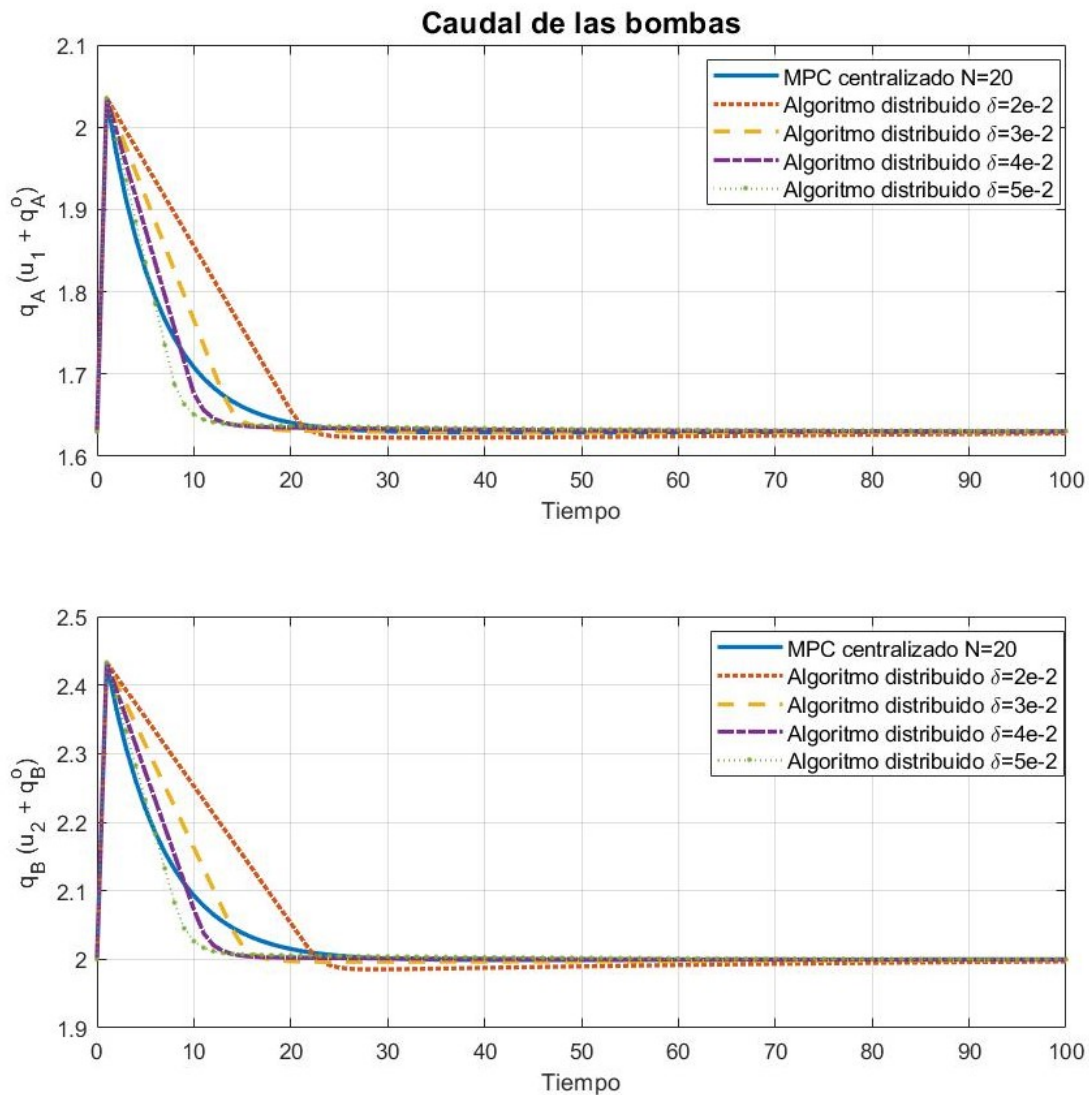 Caudal de las bombas
2.1
2
1.9
1.8
1.7
1.6
q_A (u_1 + q_A^o)
MPC centralizado N=20
Algoritmo distribuido δ=2e-2
Algoritmo distribuido δ=3e-2
Algoritmo distribuido δ=4e-2
Algoritmo distribuido δ=5e-2
0 10 20 30 40 50 60 70 80 90 100
Tiempo
2.5
2.4
2.3
2.2
2.1
2
1.9
q_B (u_2 + q_B^o)
MPC centralizado N=20
Algoritmo distribuido δ=2e-2
Algoritmo distribuido δ=3e-2
Algoritmo distribuido δ=4e-2
Algoritmo distribuido δ=5e-2
0 10 20 30 40 50 60 70 80 90 100
Tiempo